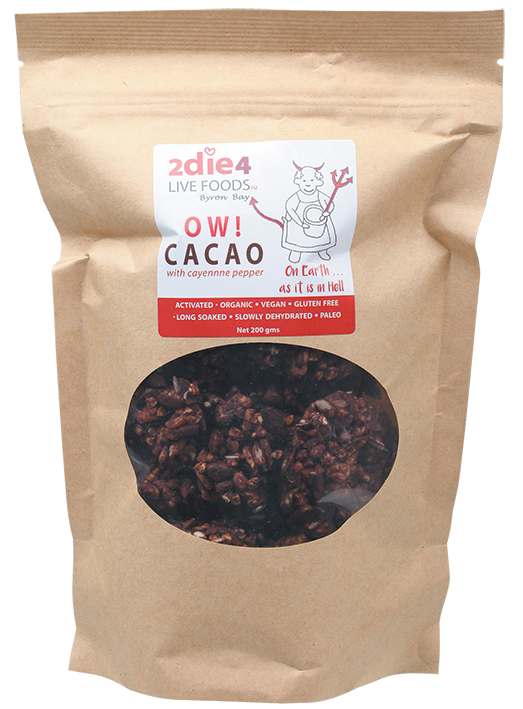 2die4
LIVE FOODS™
Byron Bay
OW!
CACAO
with cayennne pepper
On Earth ...
as it is in Hell
ACTIVATED • ORGANIC • VEGAN • GLUTEN FREE
• LONG SOAKED • SLOWLY DEHYDRATED • PALEO
Net 200 gms